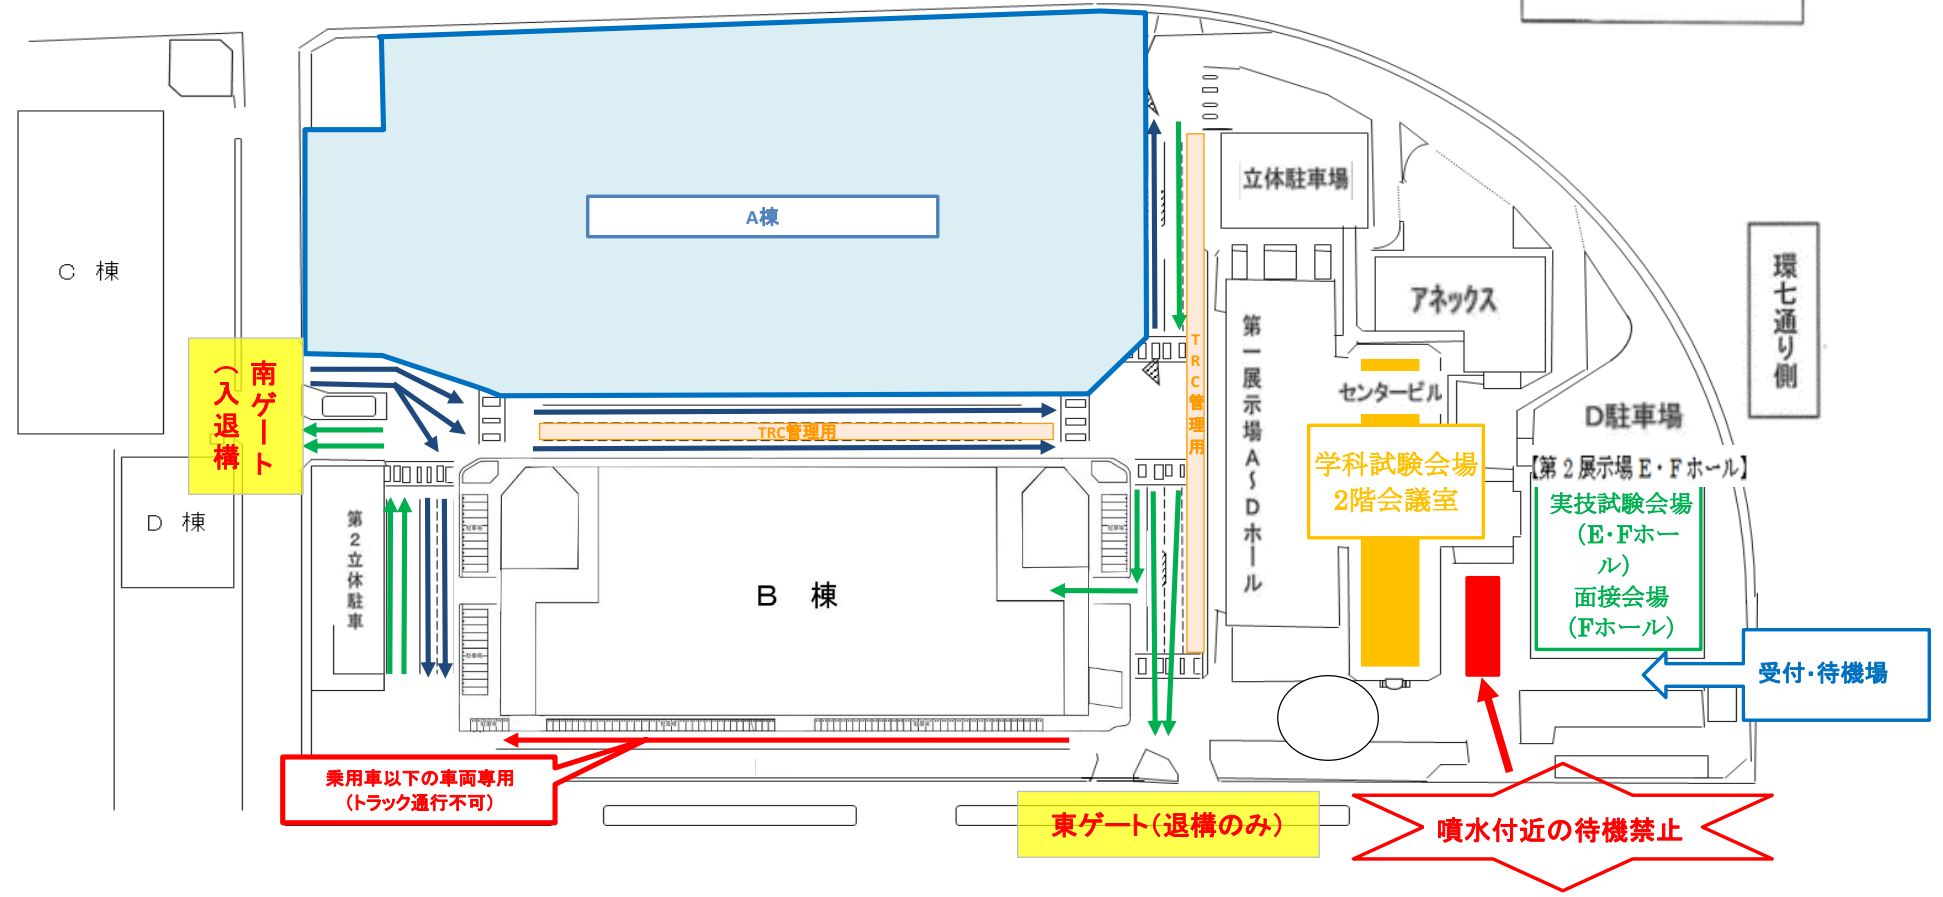 A棟
立体駐車場
C 棟
アネックス
環七通り側
南ゲート
(入退構)
TRC管理用
TRC管理用
第一展示場A～Dホール
センタービル
D駐車場
【第2展示場E・Fホール】
学科試験会場
2階会議室
実技試験会場
(E・Fホー
ル)
面接会場
(Fホール)
D 棟
第2立体駐車
B 棟
受付・待機場
乗用車以下の車両専用
(トラック通行不可)
東ゲート(退構のみ)
噴水付近の待機禁止